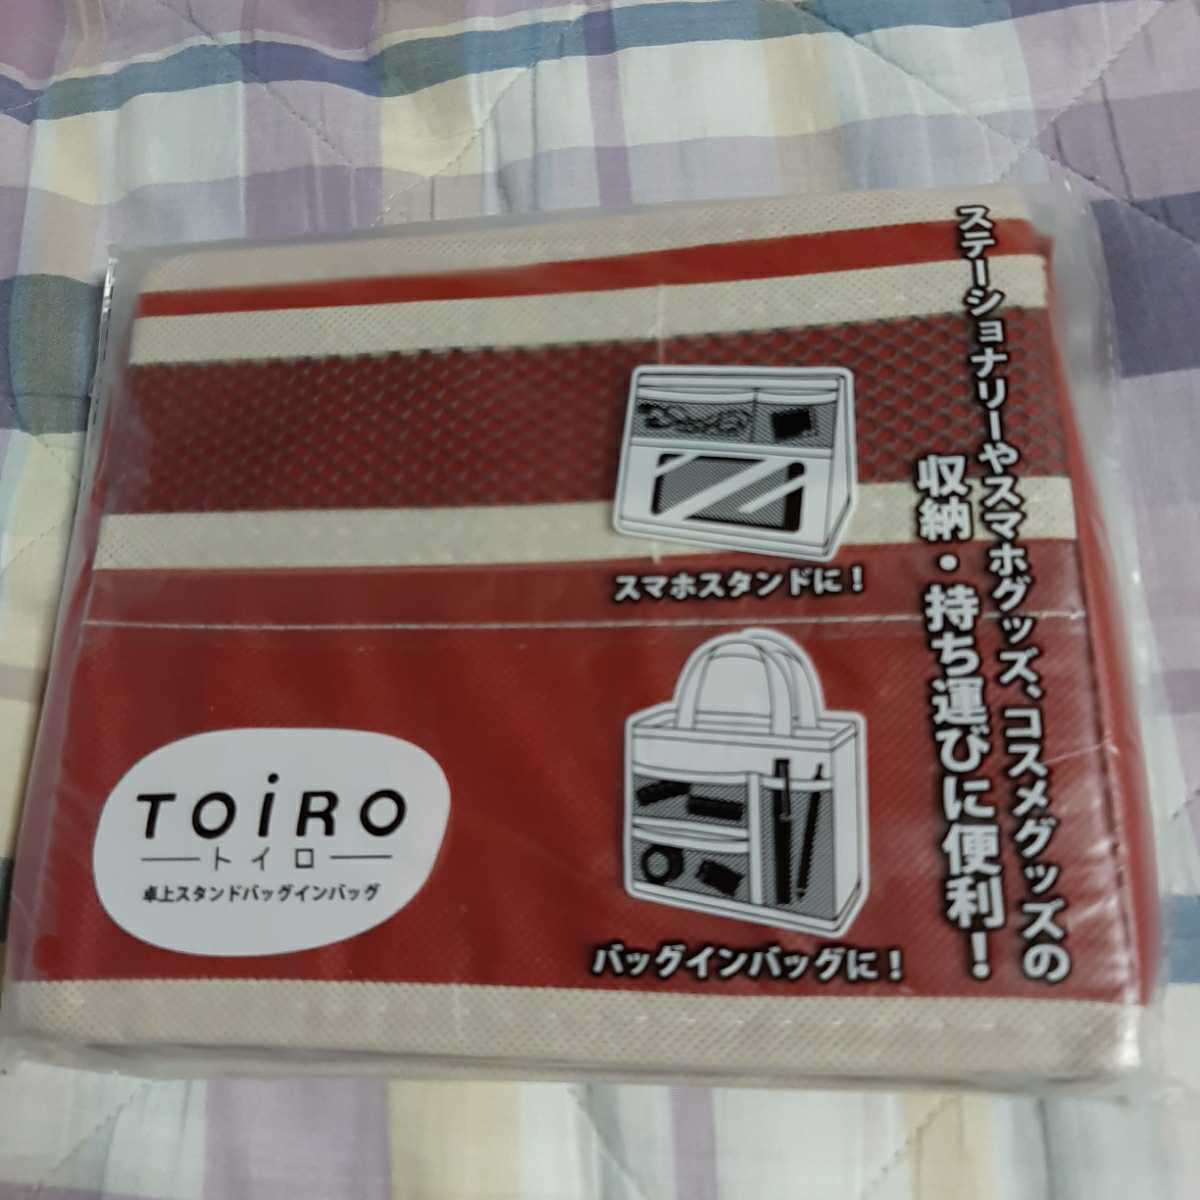 ステーショナリーやスマホグッズ、コスメグッズの
収納・持ち運びに便利！
スマホスタンドに！
バッグインバッグに！
TOiRO
トイロ
卓上スタンドバッグインバッグ